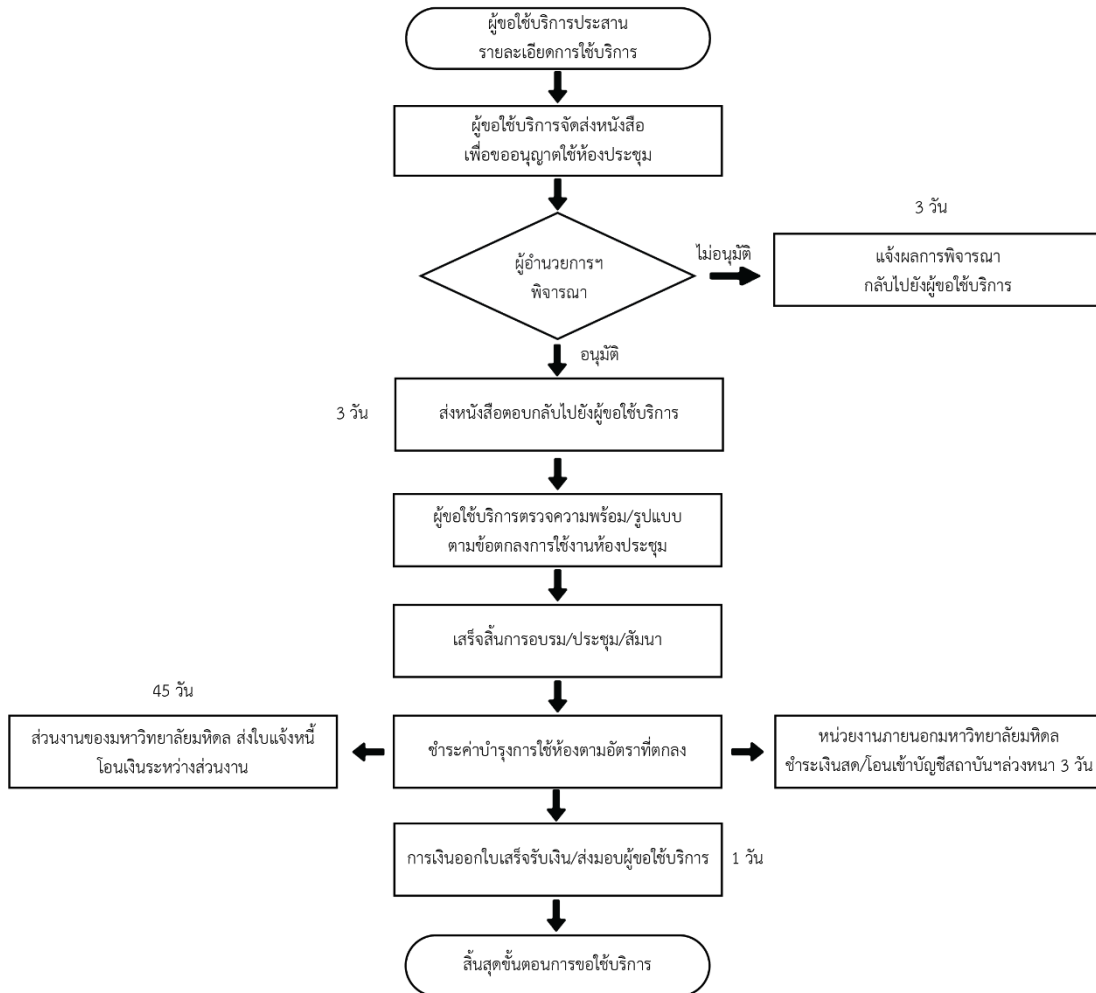 ผู้ขอใช้บริการประสาน
รายละเอียดการใช้บริการ
ผู้ขอใช้บริการจัดส่งหนังสือ
เพื่อขออนุญาตใช้ห้องประชุม
3 วัน
ผู้อำนวยการฯ
พิจารณา
ไม่อนุมัติ
แจ้งผลการพิจารณา
กลับไปยังผู้ขอใช้บริการ
อนุมัติ
3 วัน
ส่งหนังสือตอบกลับไปยังผู้ขอใช้บริการ
ผู้ขอใช้บริการตรวจความพร้อม/รูปแบบ
ตามข้อตกลงการใช้งานห้องประชุม
เสร็จสิ้นการอบรม/ประชุม/สัมนา
45 วัน
ส่วนงานของมหาวิทยาลัยมหิดล ส่งใบแจ้งหนี้
โอนเงินระหว่างส่วนงาน
ชำระค่าบำรุงการใช้ห้องตามอัตราที่ตกลง
หน่วยงานภายนอกมหาวิทยาลัยมหิดล
ชำระเงินสด/โอนเข้าบัญชีสถาบันฯล่วงหนา 3 วัน
การเงินออกใบเสร็จรับเงิน/ส่งมอบผู้ขอใช้บริการ
1 วัน
สิ้นสุดขั้นตอนการขอใช้บริการ